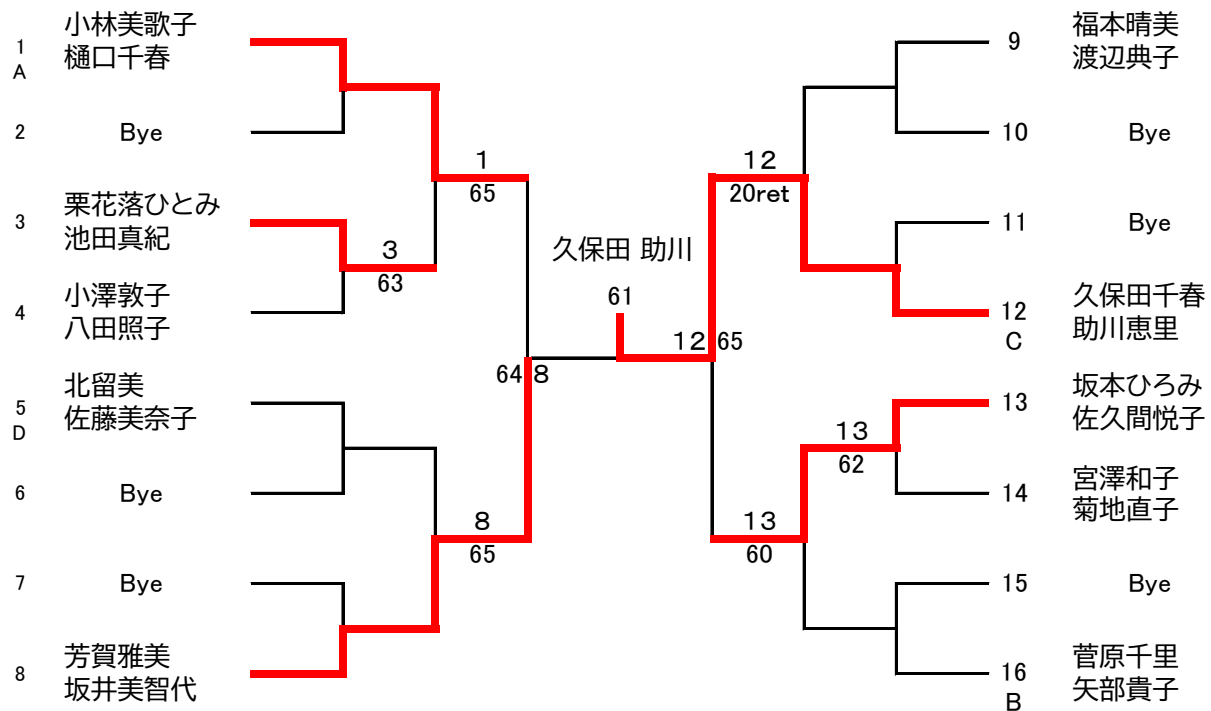 小林美歌子
1 樋口千春
A
2 Bye
1
65
栗花落ひとみ
3 池田真紀
3
63
小澤敦子
4 八田照子
北留美
5 佐藤美奈子
D
64 8
6 Bye
8
65
7 Bye
芳賀雅美
8 坂井美智代
久保田 助川
61
12 65
福本晴美
9 渡辺典子
10 Bye
12
20ret
11 Bye
久保田千春
12 助川恵里
C
坂本ひろみ
13 佐久間悦子
13
62
宮澤和子
14 菊地直子
13
60
15 Bye
菅原千里
16 矢部貴子
B